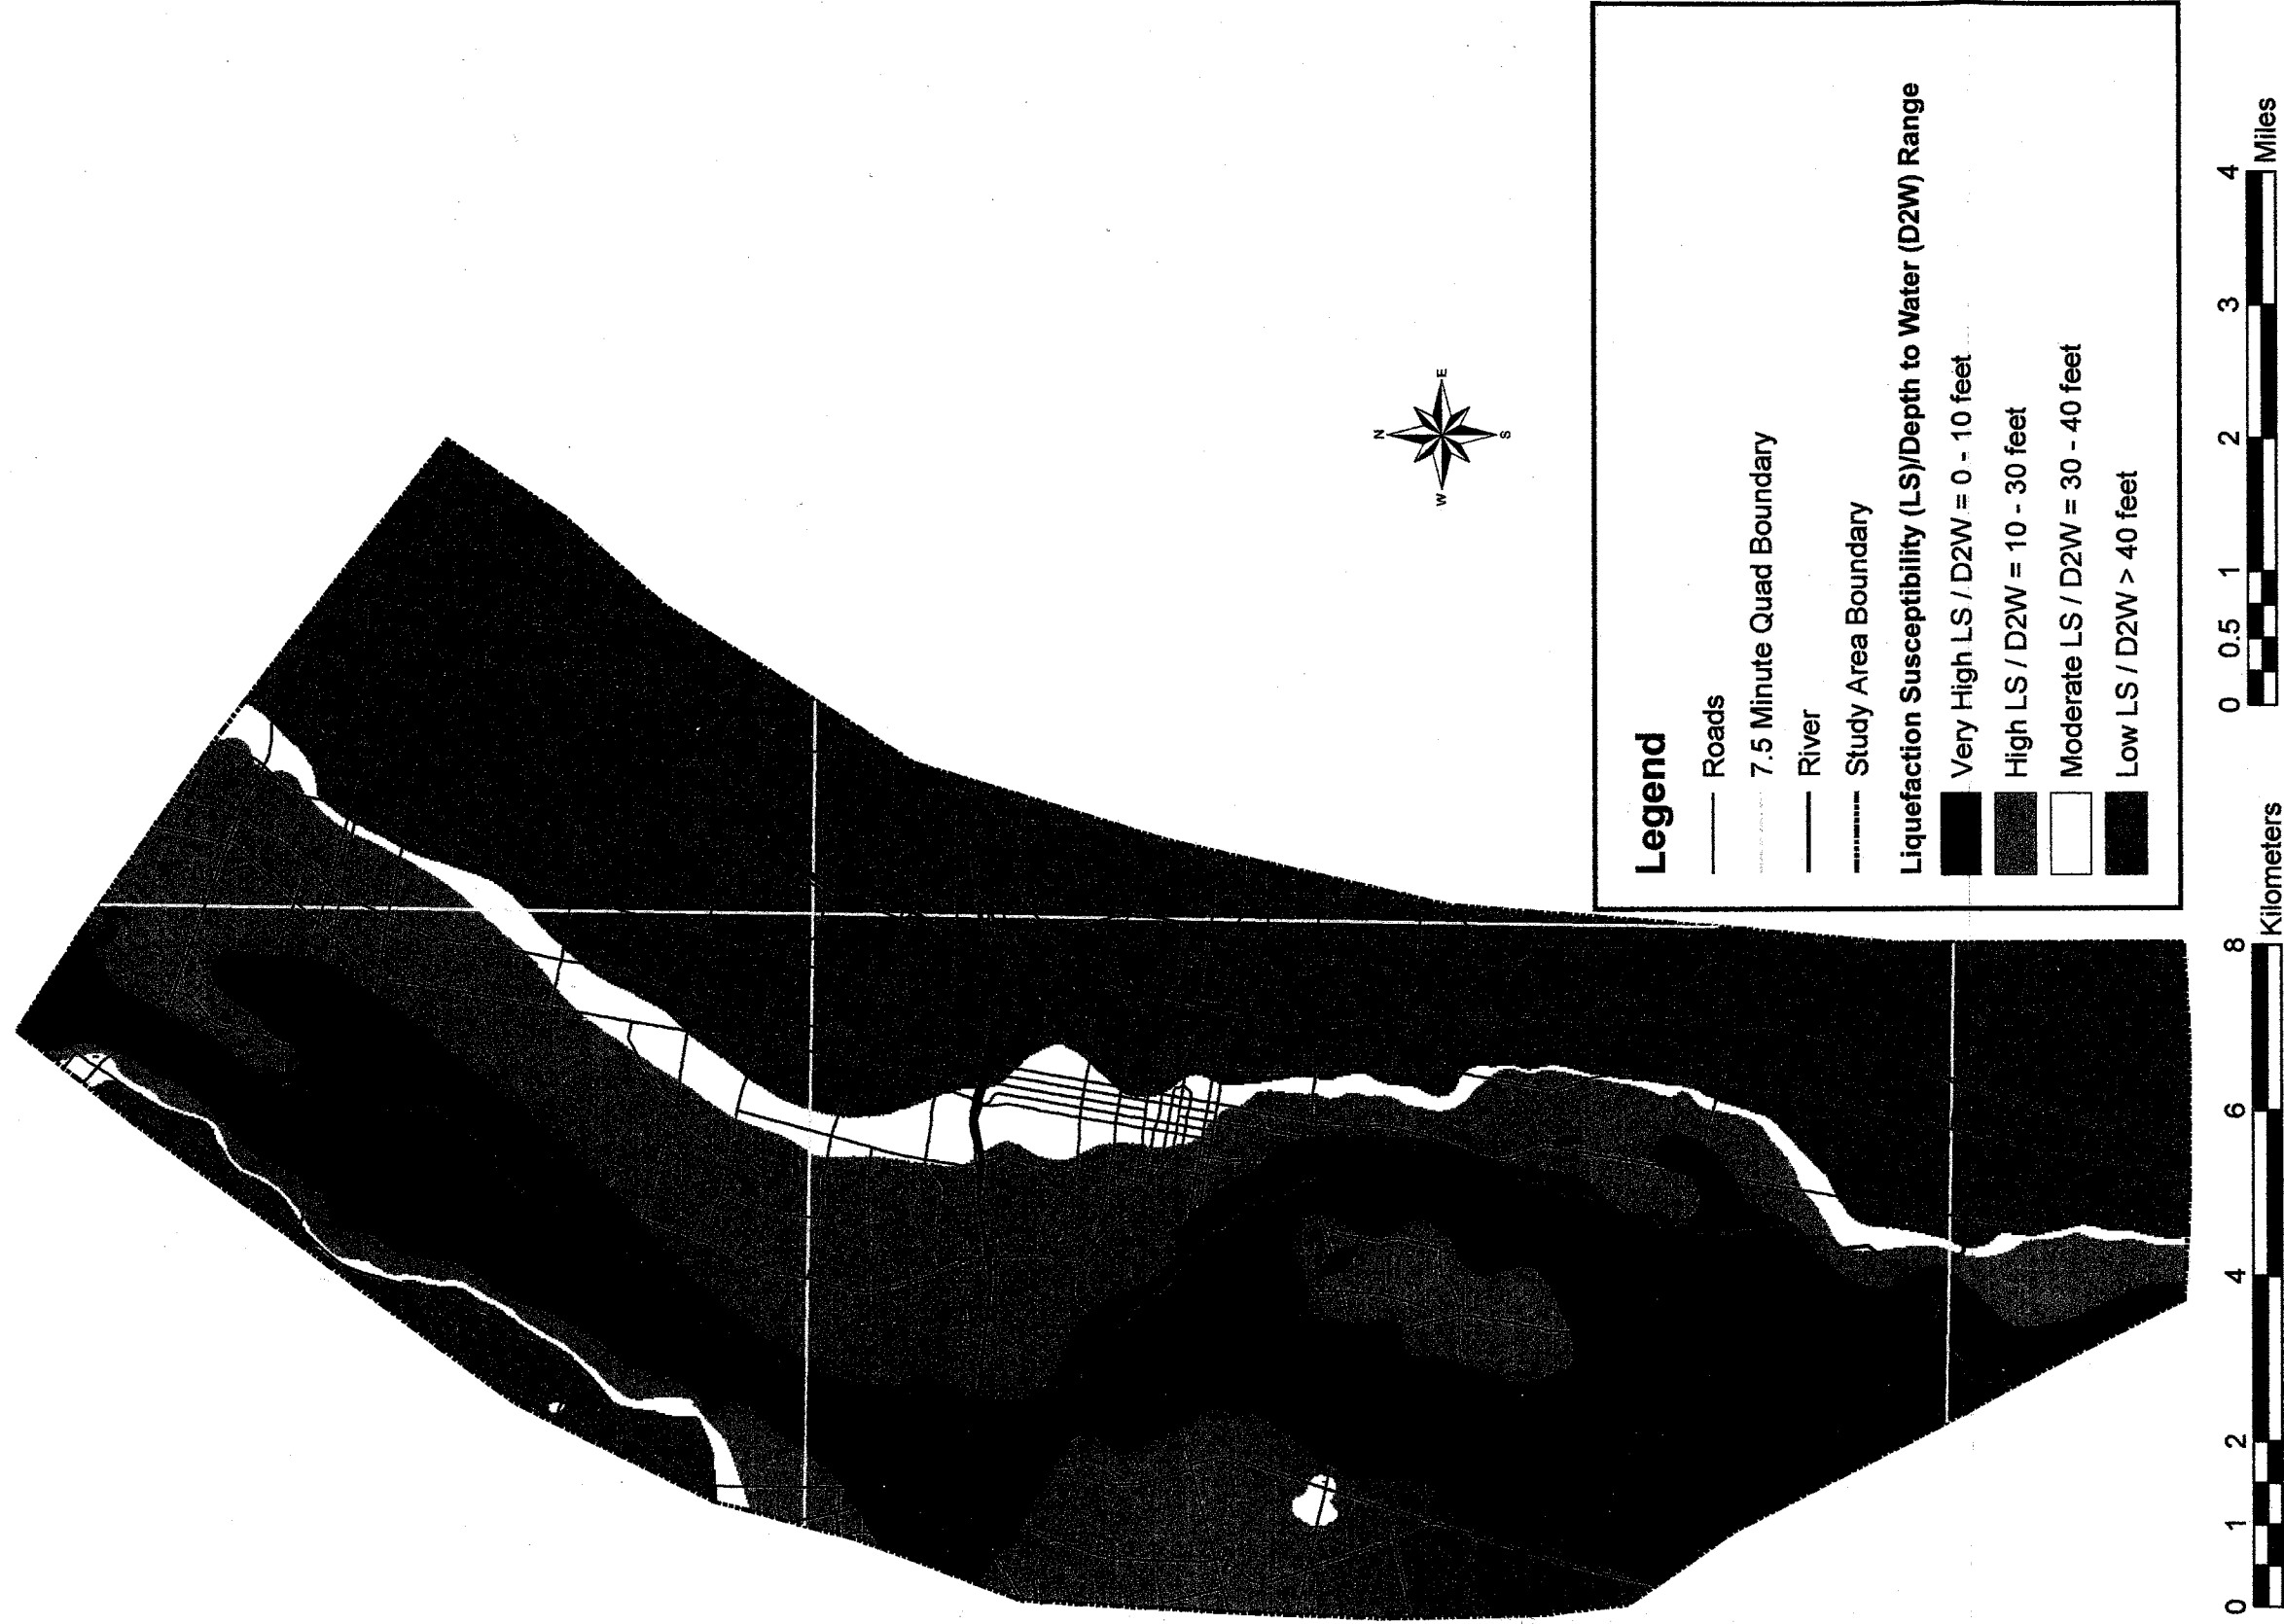 N
W
E
S
Legend
Roads
7.5 Minute Quad Boundary
River
Study Area Boundary
Liquefaction Susceptibility (LS)/Depth to Water (D2W) Range
Very High LS / D2W = 0 - 10 feet
High LS / D2W = 10 - 30 feet
Moderate LS / D2W = 30 - 40 feet
Low LS / D2W > 40 feet
0 1 2 4 6 8
Kilometers
0 0.5 1 2 3 4
Miles